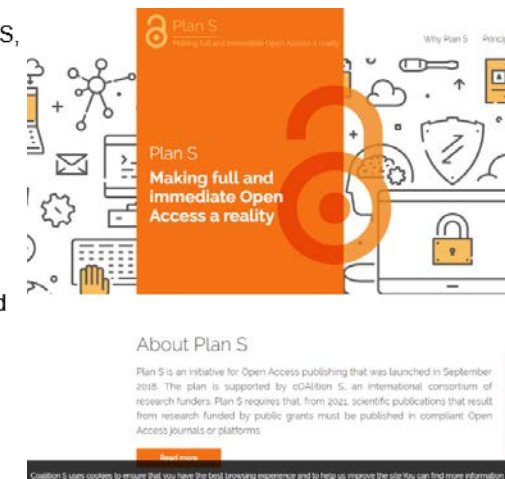 S,
Plan S
Making full and immediate Open Access a reality
Why Plan S Princip
Plan S
Making full and
immediate Open
Access a reality
d
About Plan S
Plan S is an initiative for Open Access publishing that was launched in September
2018. The plan is supported by cOAlition S, an international consortium of
research funders. Plan S requires that, from 2021, scientific publications that result
from research funded by public grants must be published in compliant Open
Access journals or platforms.
Read more
Coalition S uses cookies to ensure that you have the best browsing experience and to help us improve the site.You can find more information